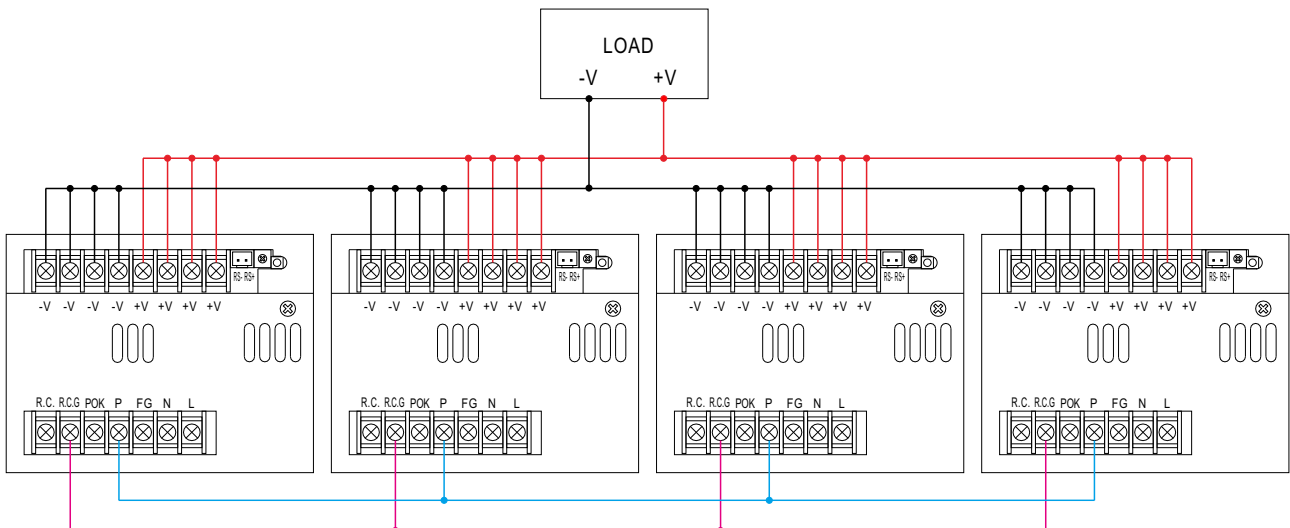 LOAD
-V +V
RS- RS+ RS- RS+ RS- RS+ RS- RS+
-V -V -V -V +V +V +V +V -V -V -V -V +V +V +V +V -V -V -V -V +V +V +V +V -V -V -V -V +V +V +V +V
R.C. R.C.G POK P FG N L R.C. R.C.G POK P FG N L R.C. R.C.G POK P FG N L R.C. R.C.G POK P FG N L